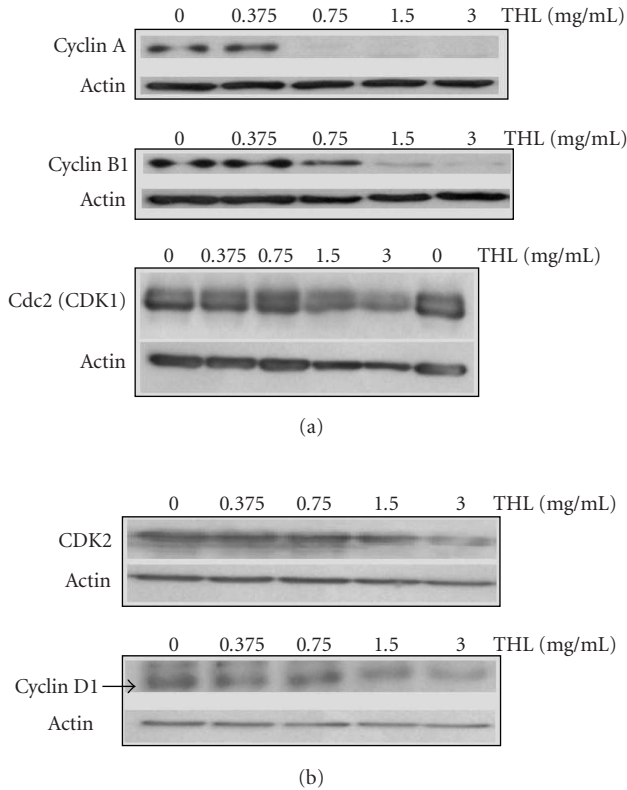 0 0.375 0.75 1.5 3 THL (mg/mL)
Cyclin A
Actin
0 0.375 0.75 1.5 3 THL (mg/mL)
Cyclin B1
Actin
0 0.375 0.75 1.5 3 0 THL (mg/mL)
Cdc2 (CDK1)
Actin
(a)
0 0.375 0.75 1.5 3 THL (mg/mL)
CDK2
Actin
0 0.375 0.75 1.5 3 THL (mg/mL)
Cyclin D1
Actin
(b)